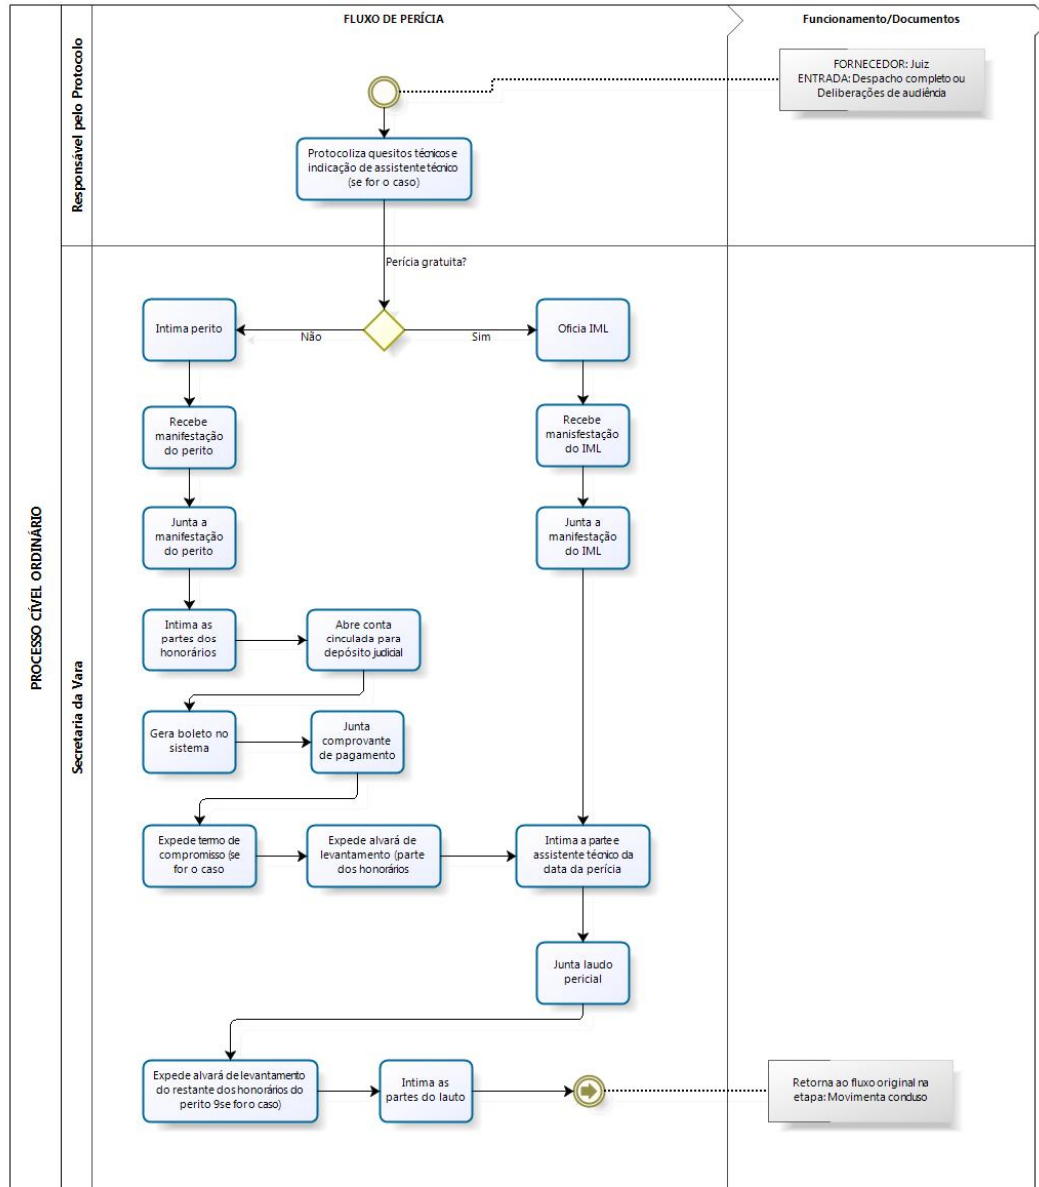 FLUXO DE PERÍCIA
Funcionamento/Documentos
PROCESSO CÍVEL ORDINÁRIO
Responsável pelo Protocolo
FORNECEDOR: Juiz
ENTRADA: Despacho completo ou
Deliberações de audiência
Protocoliza quesitos técnicos e
indicação de assistente técnico
(se for o caso)
Secretaria da Vara
Perícia gratuita?
Intima perito
Não
Sim
Oficia IML
Recebe
manifestação
do perito
Recebe
manisfestação
do IML
Junta a
manifestação
do perito
Junta a
manifestação
do IML
Intima as
partes dos
honorários
Abre conta
cinculada para
depósito judicial
Gera boleto no
sistema
Junta
comprovante
de pagamento
Expede termo de
compromisso (se
for o caso
Expede alvará de
levantamento (parte
dos honorários
Intima a parte e
assistente técnico da
data da perícia
Junta laudo
pericial
Expede alvará de levantamento
do restante dos honorários do
perito 9se for o caso)
Intima as
partes do lauto
Retorna ao fluxo original na
etapa: Movimenta concluso